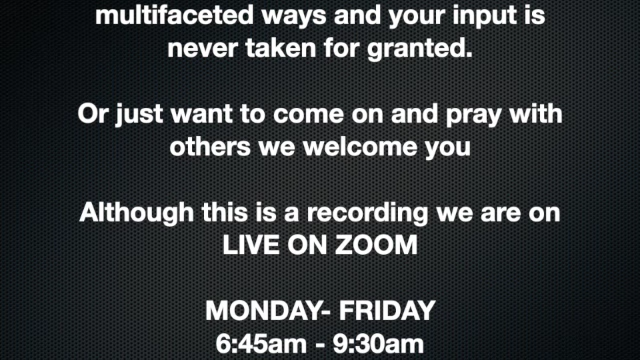 multifaceted ways and your input is
never taken for granted.
Or just want to come on and pray with
others we welcome you
Although this is a recording we are on
LIVE ON ZOOM
MONDAY- FRIDAY
6:45am - 9:30am